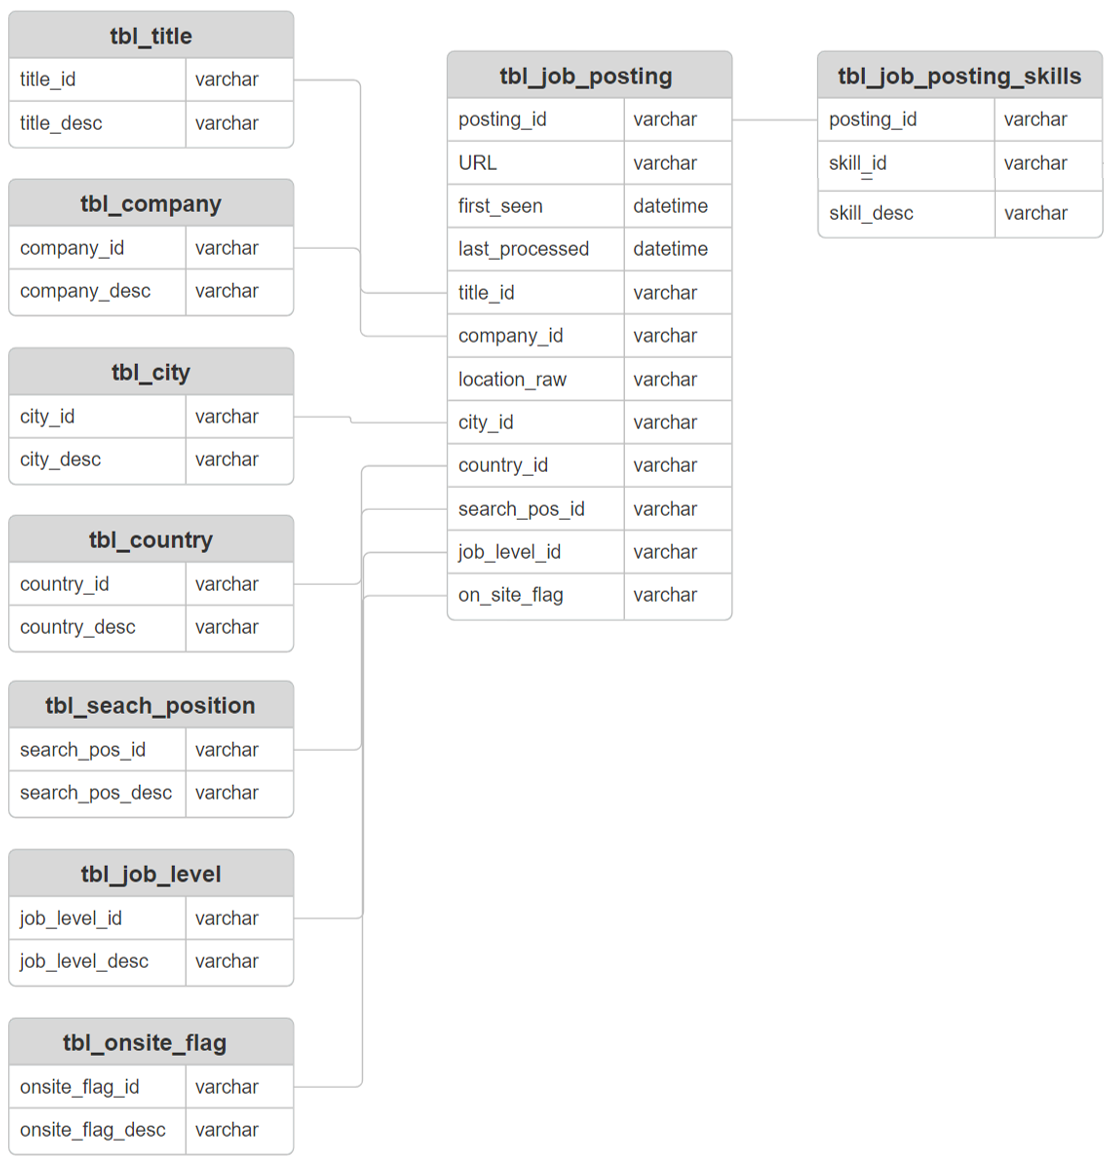 tbl_title
title_id varchar
title_desc varchar
tbl_company
company_id varchar
company_desc varchar
tbl_city
city_id varchar
city_desc varchar
tbl_country
country_id varchar
country_desc varchar
tbl_seach_position
search_pos_id varchar
search_pos_desc varchar
tbl_job_level
job_level_id varchar
job_level_desc varchar
tbl_onsite_flag
onsite_flag_id varchar
onsite_flag_desc varchar
tbl_job_posting
posting_id varchar
URL varchar
first_seen datetime
last_processed datetime
title_id varchar
company_id varchar
location_raw varchar
city_id varchar
country_id varchar
search_pos_id varchar
job_level_id varchar
on_site_flag varchar
tbl_job_posting_skills
posting_id varchar
skill_id varchar
skill_desc varchar